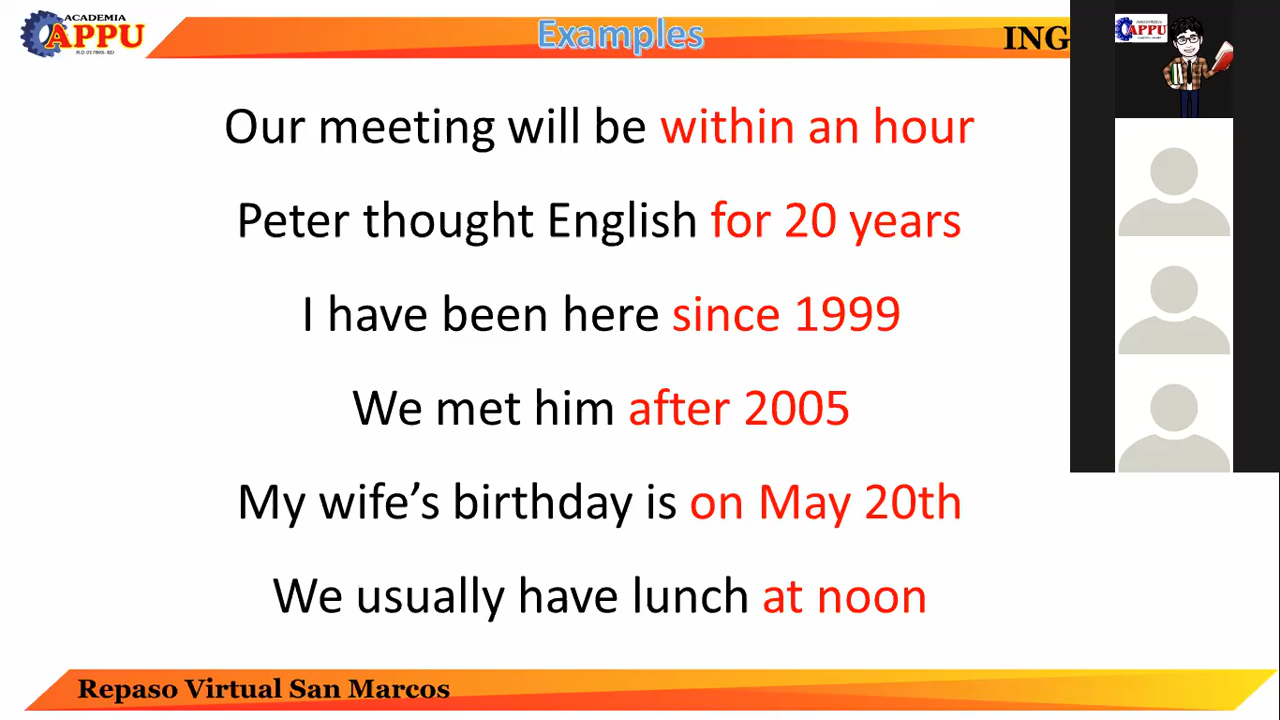 ACADEMIA
APPU
Examples
ING
APPU
Our meeting will be within an hour
Peter thought English for 20 years
I have been here since 1999
We met him after 2005
My wife’s birthday is on May 20th
We usually have lunch at noon
Repaso Virtual San Marcos